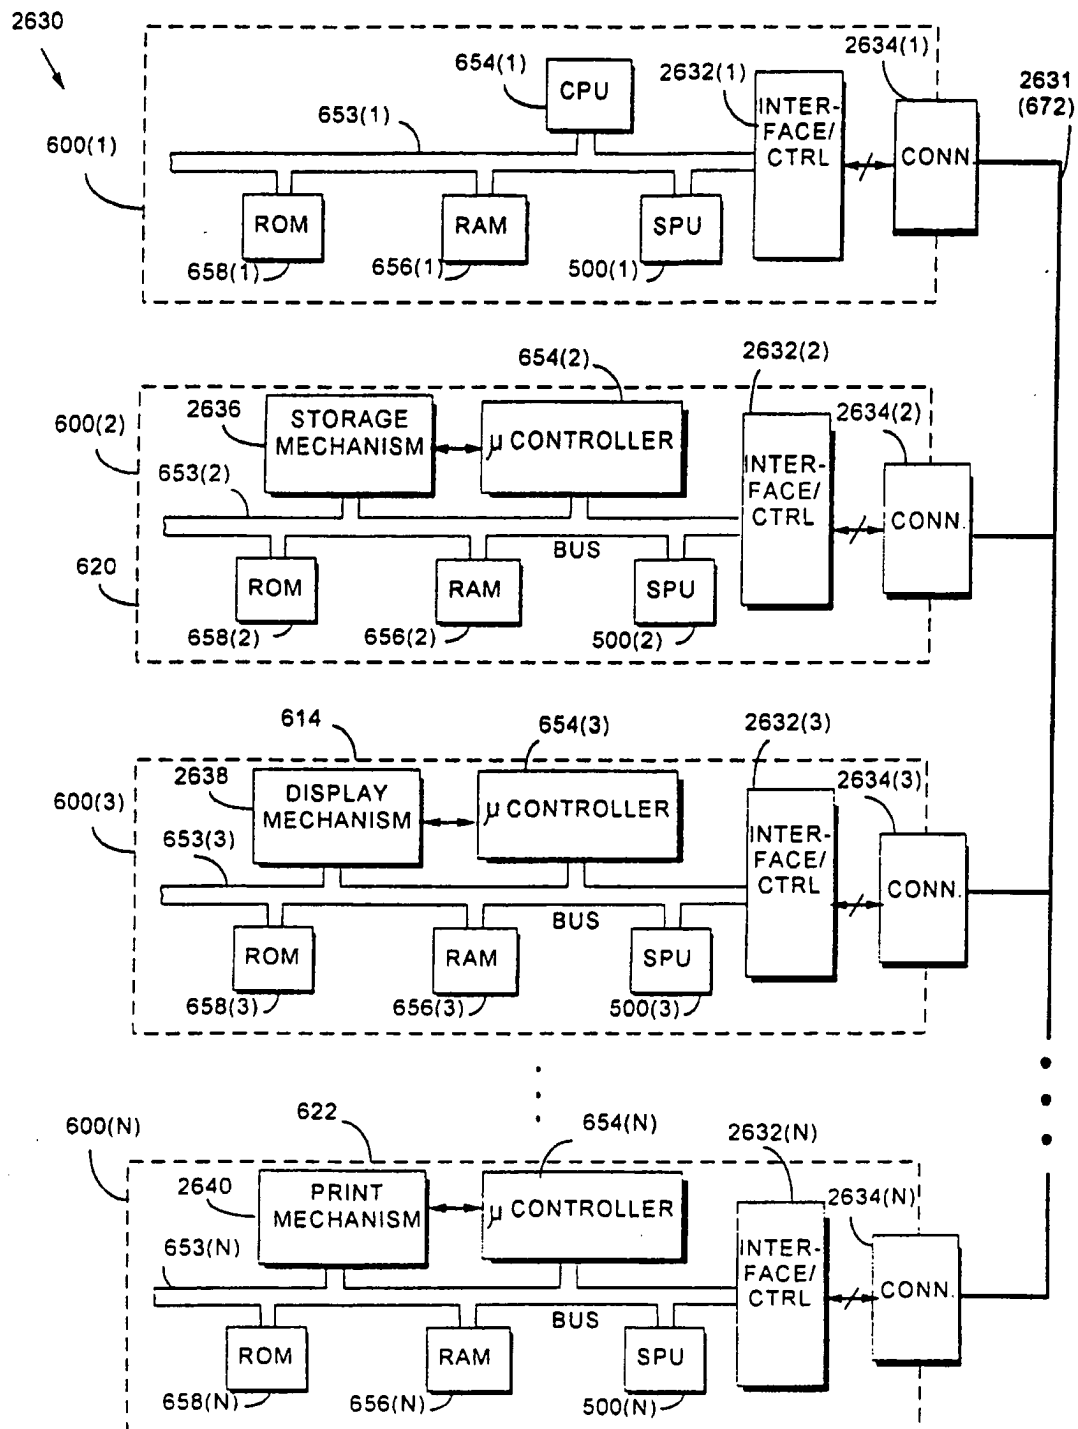 2630
2634(1)
654(1)
2632(1)
2631
(672)
CPU
INTER-
FACE/
CTRL
653(1)
600(1)
CONN.
ROM
RAM
SPU
658(1)
656(1)
500(1)
654(2)
2632(2)
2636
STORAGE
MECHANISM
μ CONTROLLER
2634(2)
600(2)
653(2)
INTER-
FACE/
CTRL
CONN.
BUS
620
ROM
RAM
SPU
658(2)
656(2)
500(2)
614
654(3)
2632(3)
2638
DISPLAY
MECHANISM
μ CONTROLLER
2634(3)
600(3)
653(3)
INTER-
FACE/
CTRL
CONN.
BUS
ROM
RAM
SPU
658(3)
656(3)
500(3)
622
654(N)
2632(N)
600(N)
2640
PRINT
MECHANISM
μ CONTROLLER
2634(N)
653(N)
INTER-
FACE/
CTRL
CONN.
BUS
ROM
RAM
SPU
658(N)
656(N)
500(N)